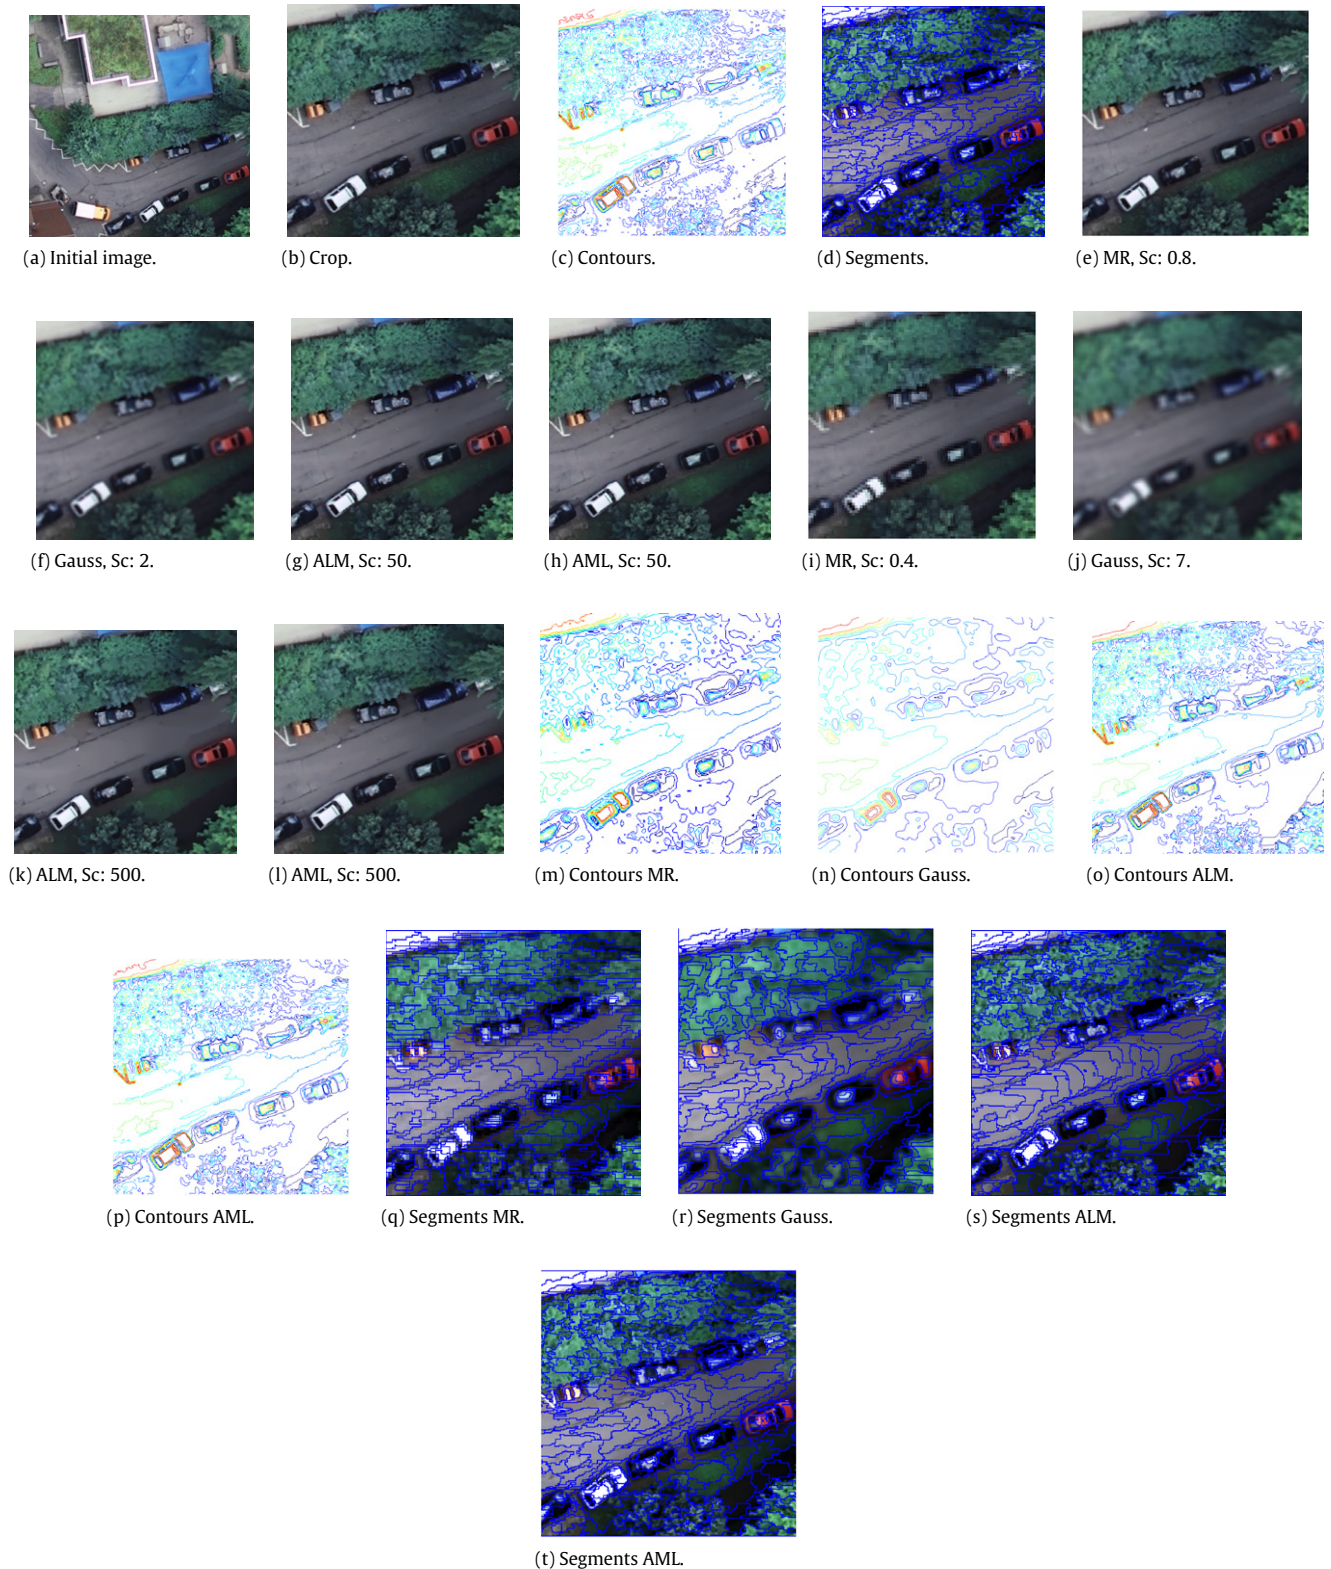 (a) Initial image.
(b) Crop.
(c) Contours.
(d) Segments.
(e) MR, Sc: 0.8.
(f) Gauss, Sc: 2.
(g) ALM, Sc: 50.
(h) AML, Sc: 50.
(i) MR, Sc: 0.4.
(j) Gauss, Sc: 7.
(k) ALM, Sc: 500.
(l) AML, Sc: 500.
(m) Contours MR.
(n) Contours Gauss.
(o) Contours ALM.
(p) Contours AML.
(q) Segments MR.
(r) Segments Gauss.
(s) Segments ALM.
(t) Segments AML.